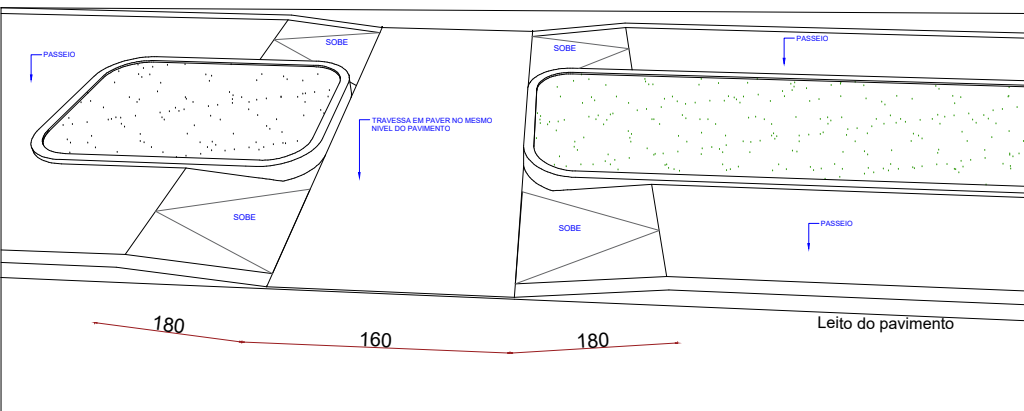 SOBE
SOBE
PASSEIO
PASSEIO
TRAVESSA EM PAVER NO MESMO
NIVEL DO PAVIMENTO
SOBE
SOBE
PASSEIO
180
160
180
Leito do pavimento